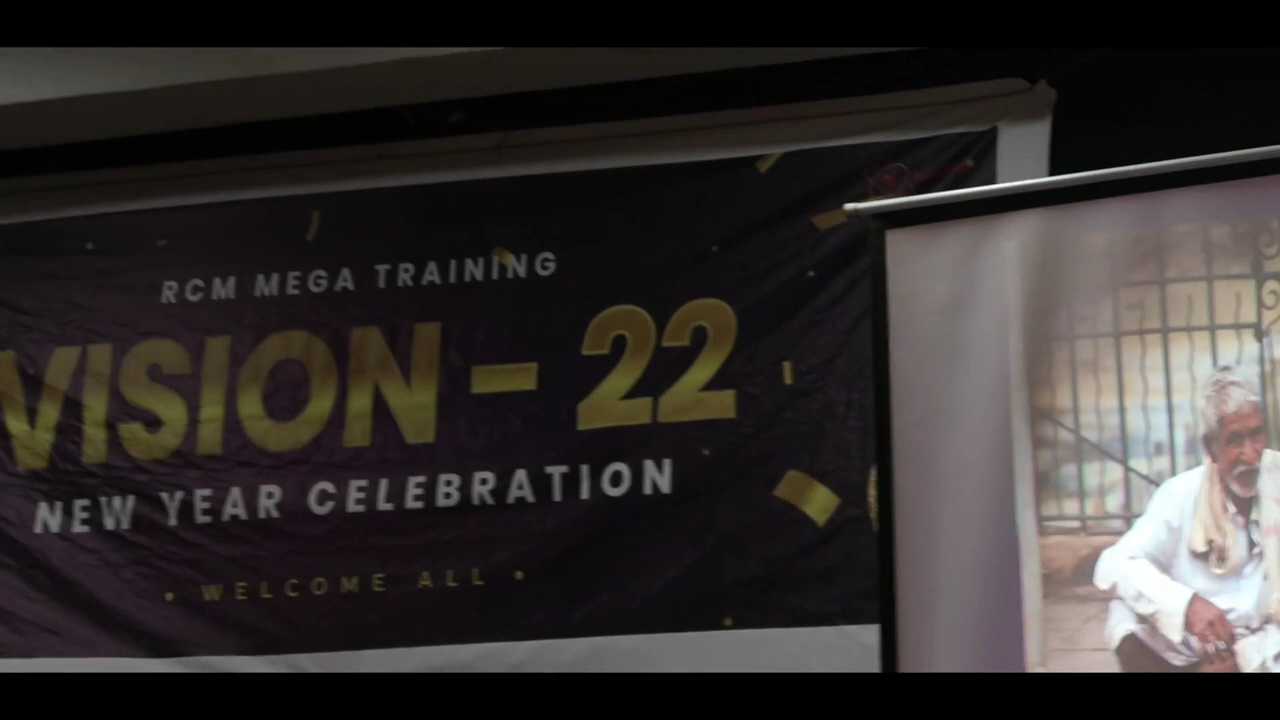 RCM MEGA TRAINING
VISION - 22
NEW YEAR CELEBRATION
• WELCOME ALL •